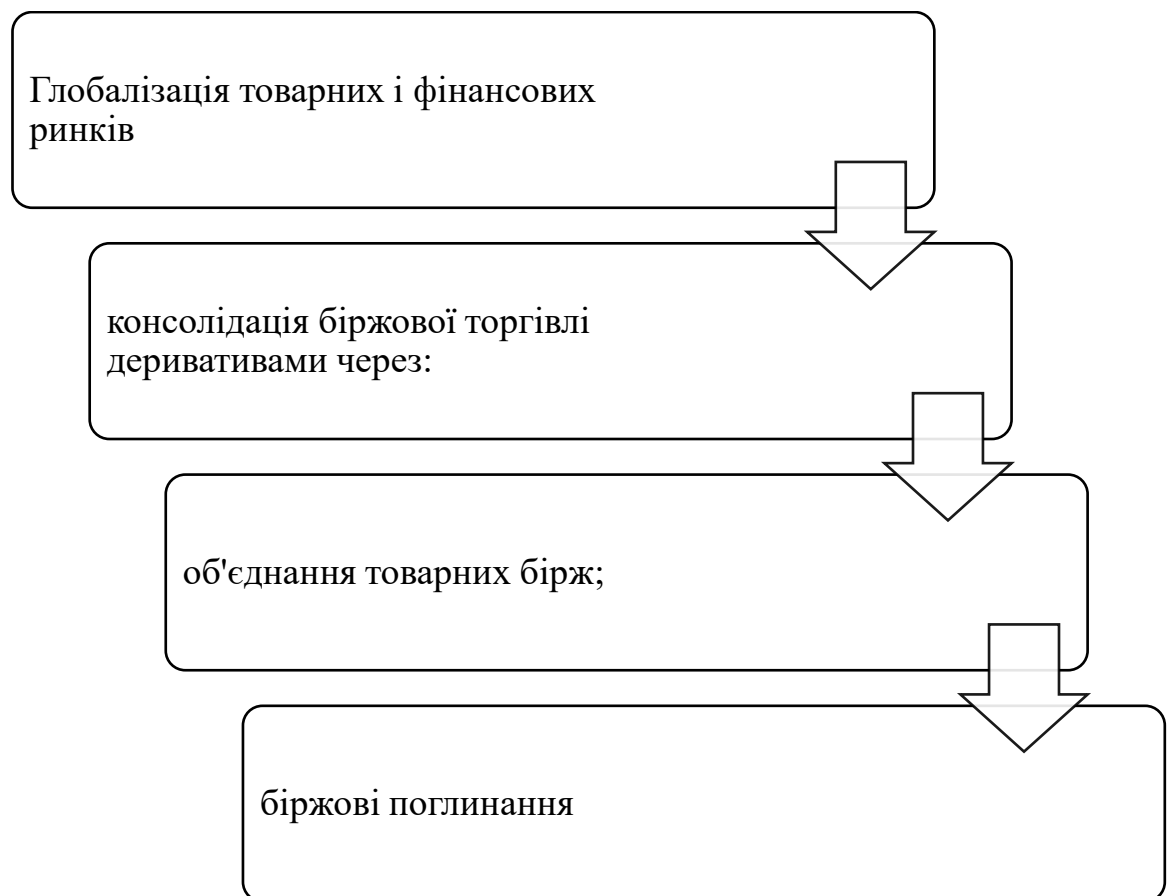 Глобалізація товарних і фінансових
ринків
консолідація біржової торгівлі
деривативами через:
об'єднання товарних бірж;
біржові поглинання